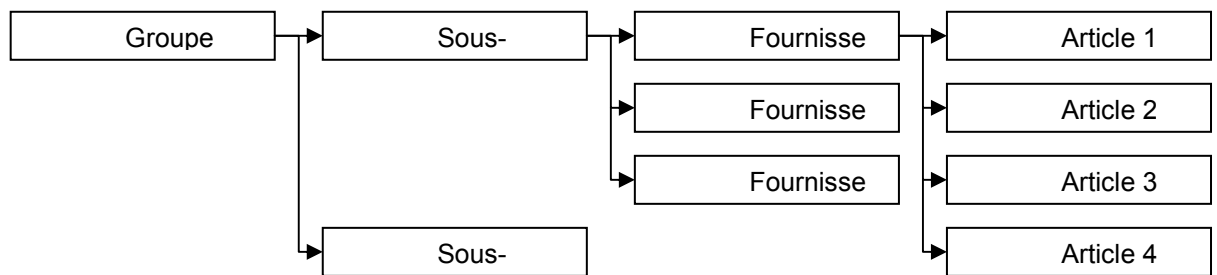 Groupe Sous- Fournisse Article 1
Fournisse Article 2
Fournisse Article 3
Sous- Article 4